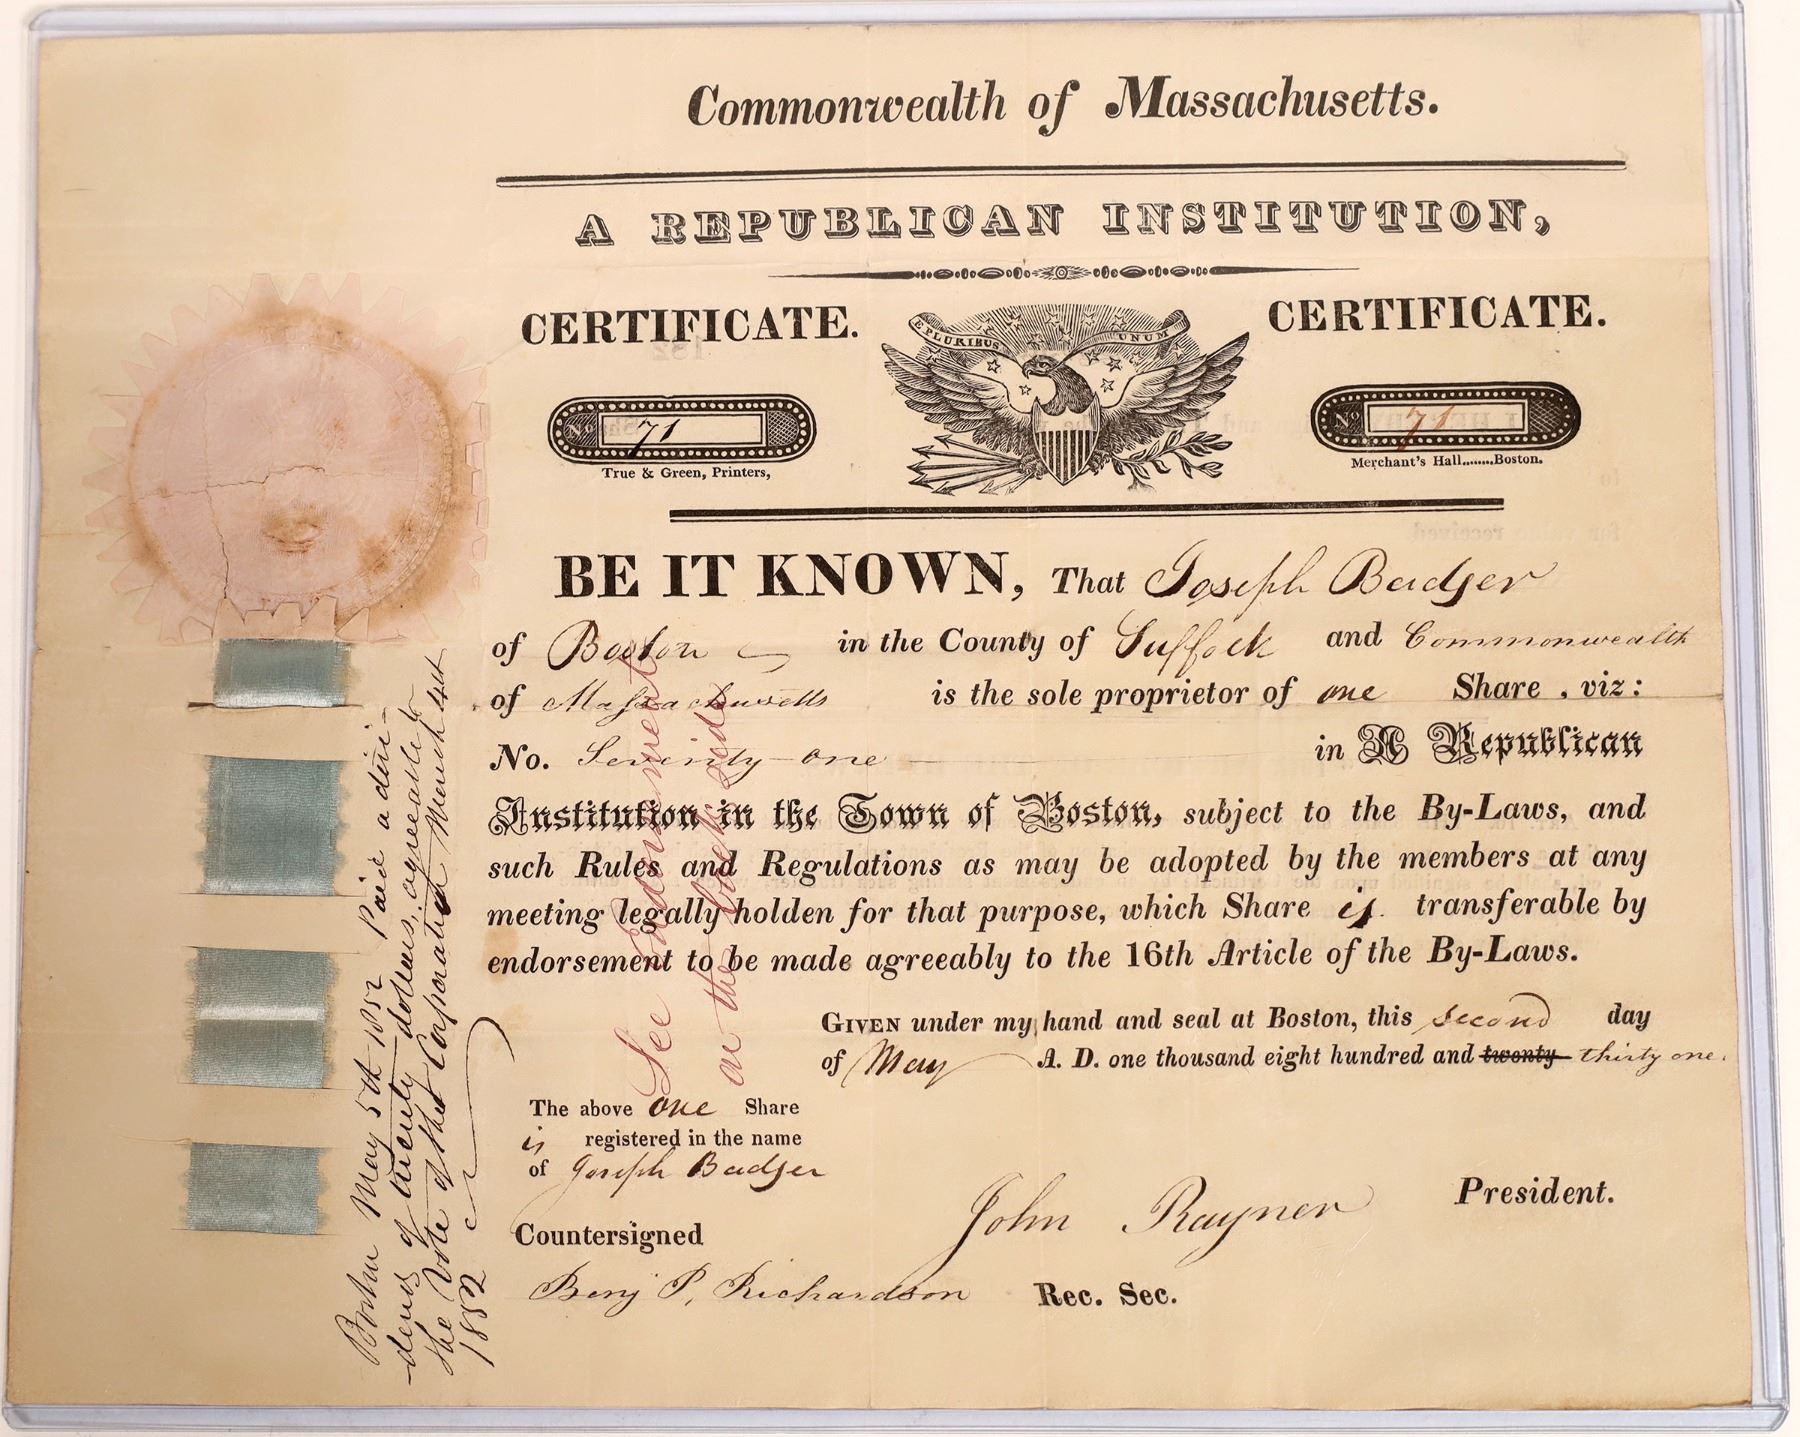 Commonwealth of Massachusetts.
A REPUBLICAN INSTITUTION,
CERTIFICATE. CERTIFICATE.
E PLURIBUS UNUM
No 71 No 71
True & Green, Printers, Merchant's Hall........Boston.
BE IT KNOWN, That Joseph Badger
of Boston in the County of Suffolk and Commonwealth
of Massachusetts is the sole proprietor of one Share , viz:
No. Seventy-one in A Republican
Institution in the Town of Boston, subject to the By-Laws, and
such Rules and Regulations as may be adopted by the members at any
meeting legally holden for that purpose, which Share is transferable by
endorsement to be made agreeably to the 16th Article of the By-Laws.
GIVEN under my hand and seal at Boston, this second day
of May A. D. one thousand eight hundred and twenty thirty one.
The above one Share
is registered in the name
of Joseph Badger
John Rayner President.
Countersigned
Benj P. Richardson Rec. Sec.
See Endorsement
on the back side
Boston May 5th 1852 Paid a divi-
dend of twenty dollars, agreeable to
the Vote of the Corporation March 4th
1852